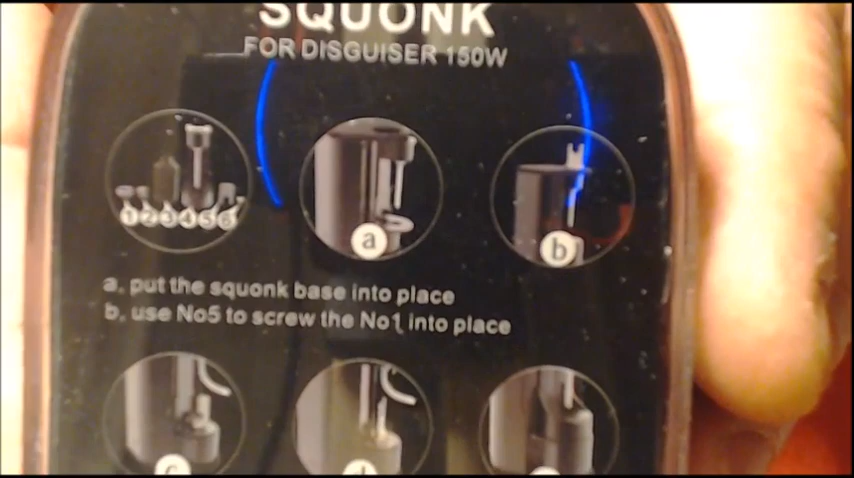 SQUONK
FOR DISGUISER 150W
1 2 3 4 5 6
a
b
a, put the squonk base into place
b, use No5 to screw the No1 into place
c
d